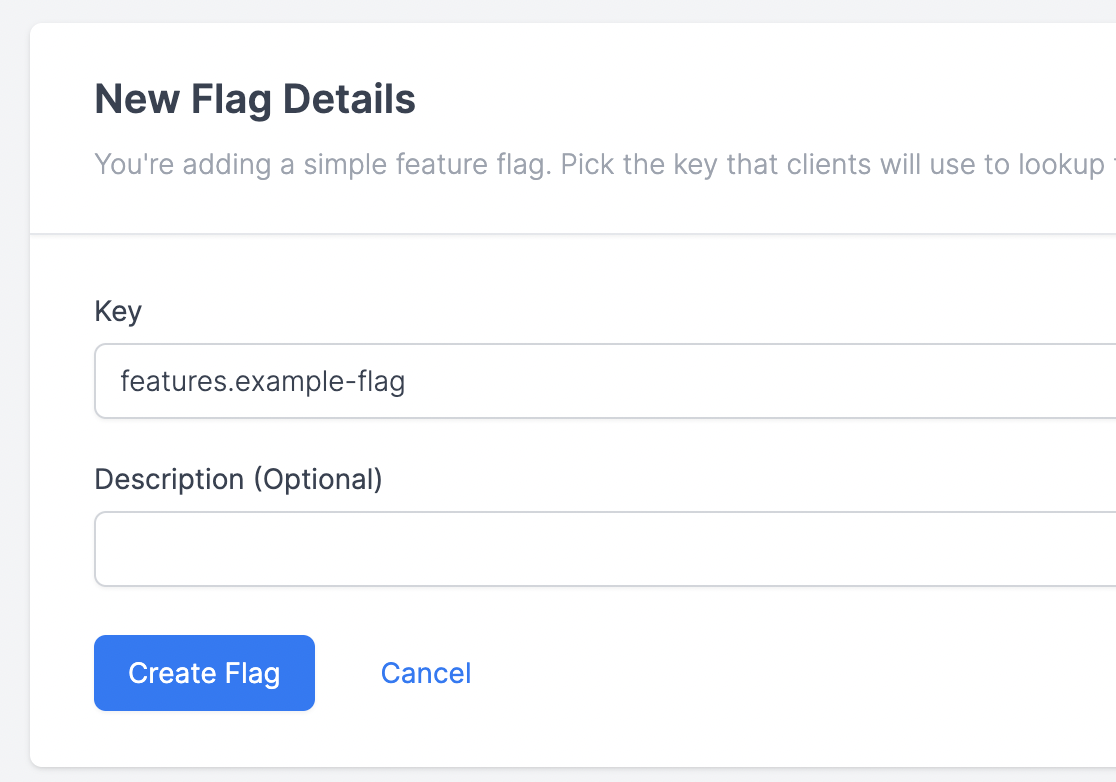 New Flag Details
You're adding a simple feature flag. Pick the key that clients will use to lookup
Key
features.example-flag
Description (Optional)
Create Flag
Cancel